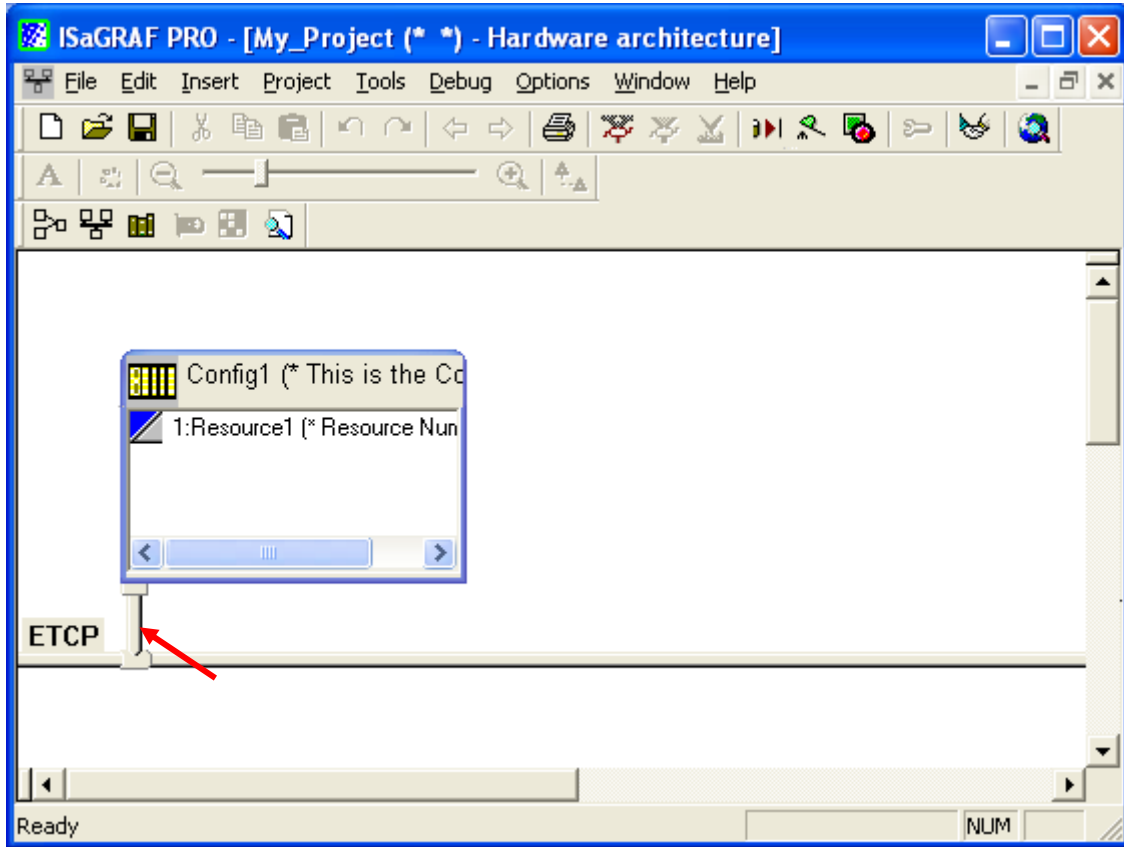 ISaGRAF PRO - [My_Project (* *) - Hardware architecture]
File Edit Insert Project Tools Debug Options Window Help
A
Config1 (* This is the Co
1:Resource1 (* Resource Num
ETCP
Ready NUM